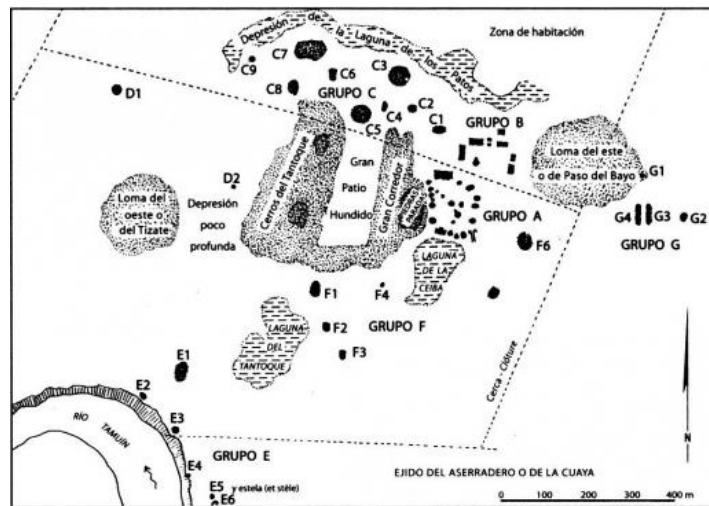 Depresión de la Laguna de los Patos
Zona de habitación
C7
C9
C6
C3
D1
C8
GRUPO C
C4
C2
C5
C1
GRUPO B
Loma del este
o de Paso del Bayo
G1
Cerros del Tantoque
Gran
Patio
Hundido
Gran Corredor
D2
Loma del
oeste o
del Tizate
Depresión
poco
profunda
GRUPO A
G4
G3
G2
GRUPO G
F6
LAGUNA
DE LA
CEIBA
F1
F4
LAGUNA
DEL
TANTOQUE
F2
GRUPO F
F3
E1
E2
E3
RÍO
TAMUÍN
E4
GRUPO E
E5 y estela (et stèle)
E6
Cerca - Clôture
N
EJIDO DEL ASERRADERO O DE LA CUAYA
0 100 200 300 400 m